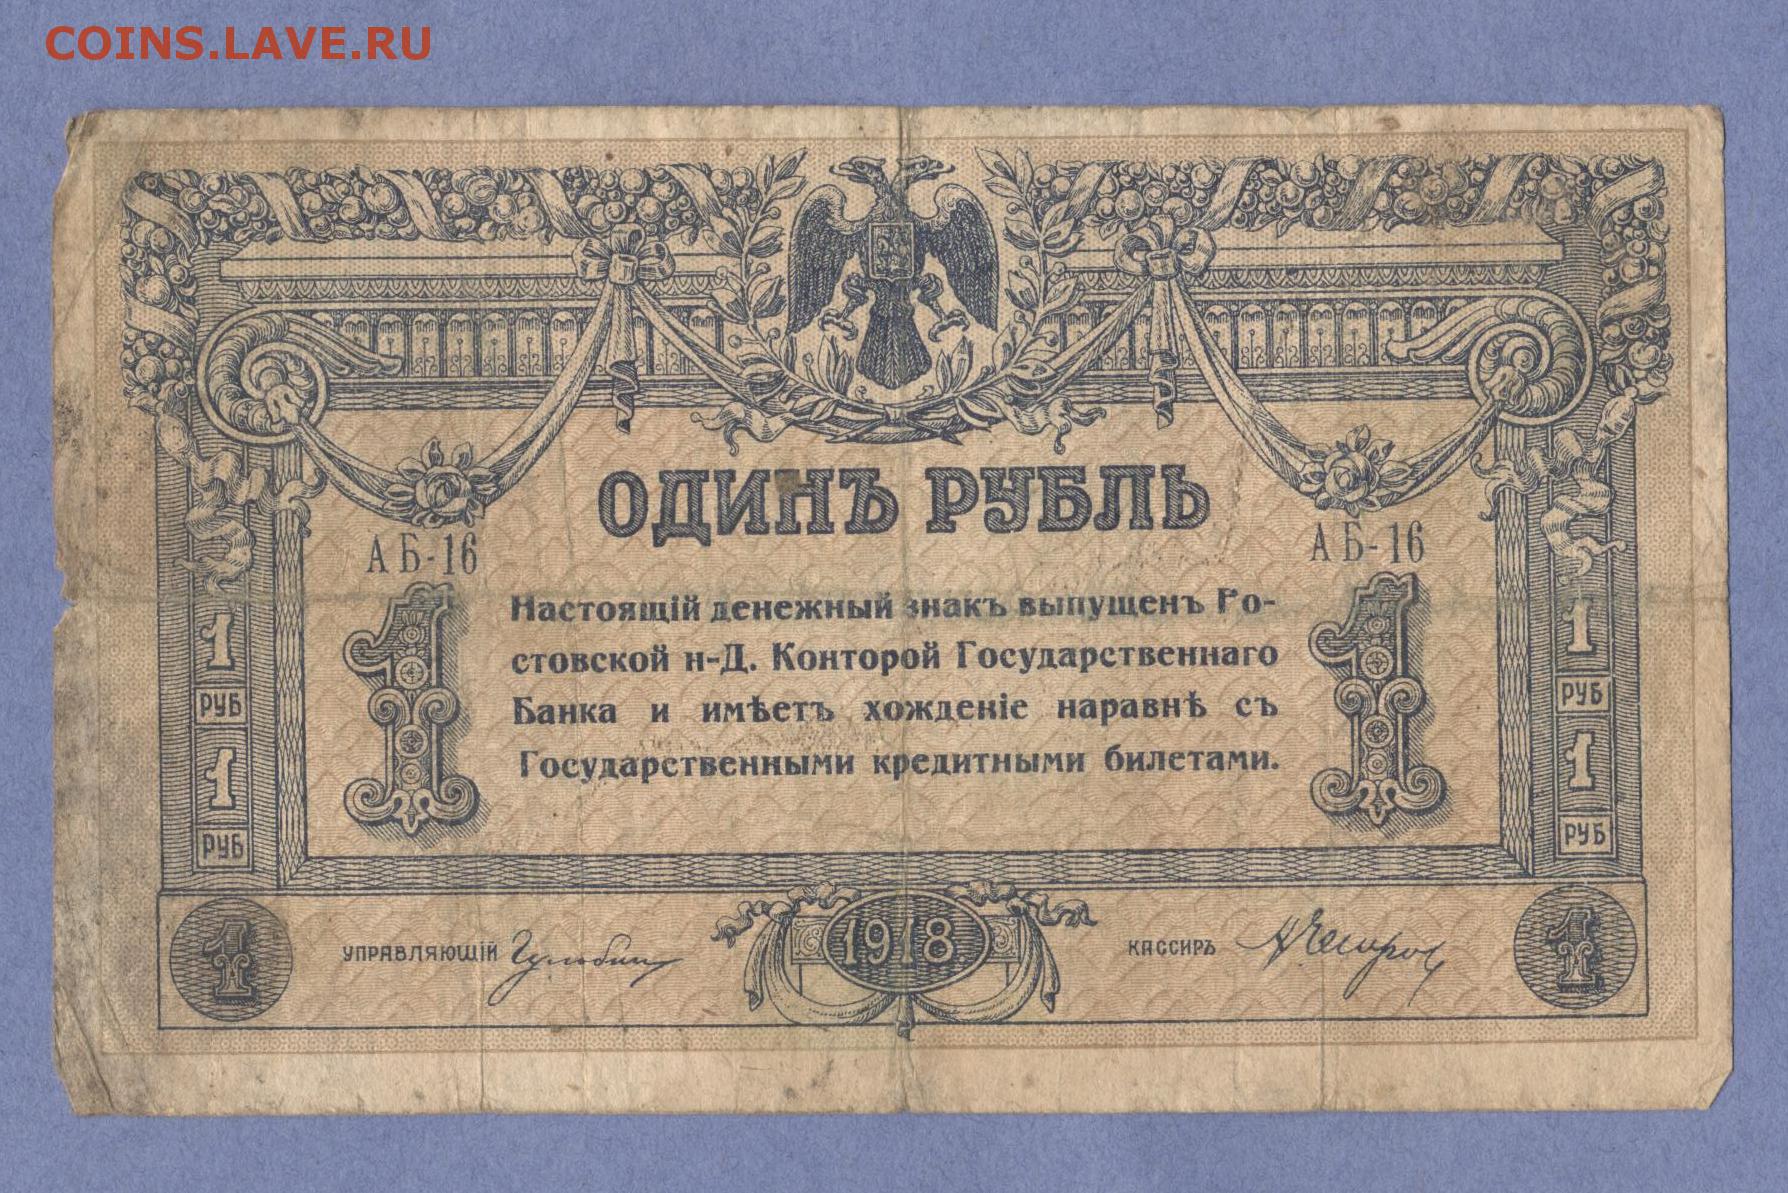 COINS.LAVE.RU
ОДИНЪ РУБЛЬ
АБ-16 АБ-16
1 1
Настоящій денежный знакъ выпущенъ Ро-
стовской н-Д. Конторой Государственнаго
Банка и имѣетъ хожденіе наравнѣ съ
Государственными кредитными билетами.
1 1
РУБ РУБ
1 1
РУБ РУБ
1 УПРАВЛЯЮЩІЙ 1918. КАССИРЪ 1